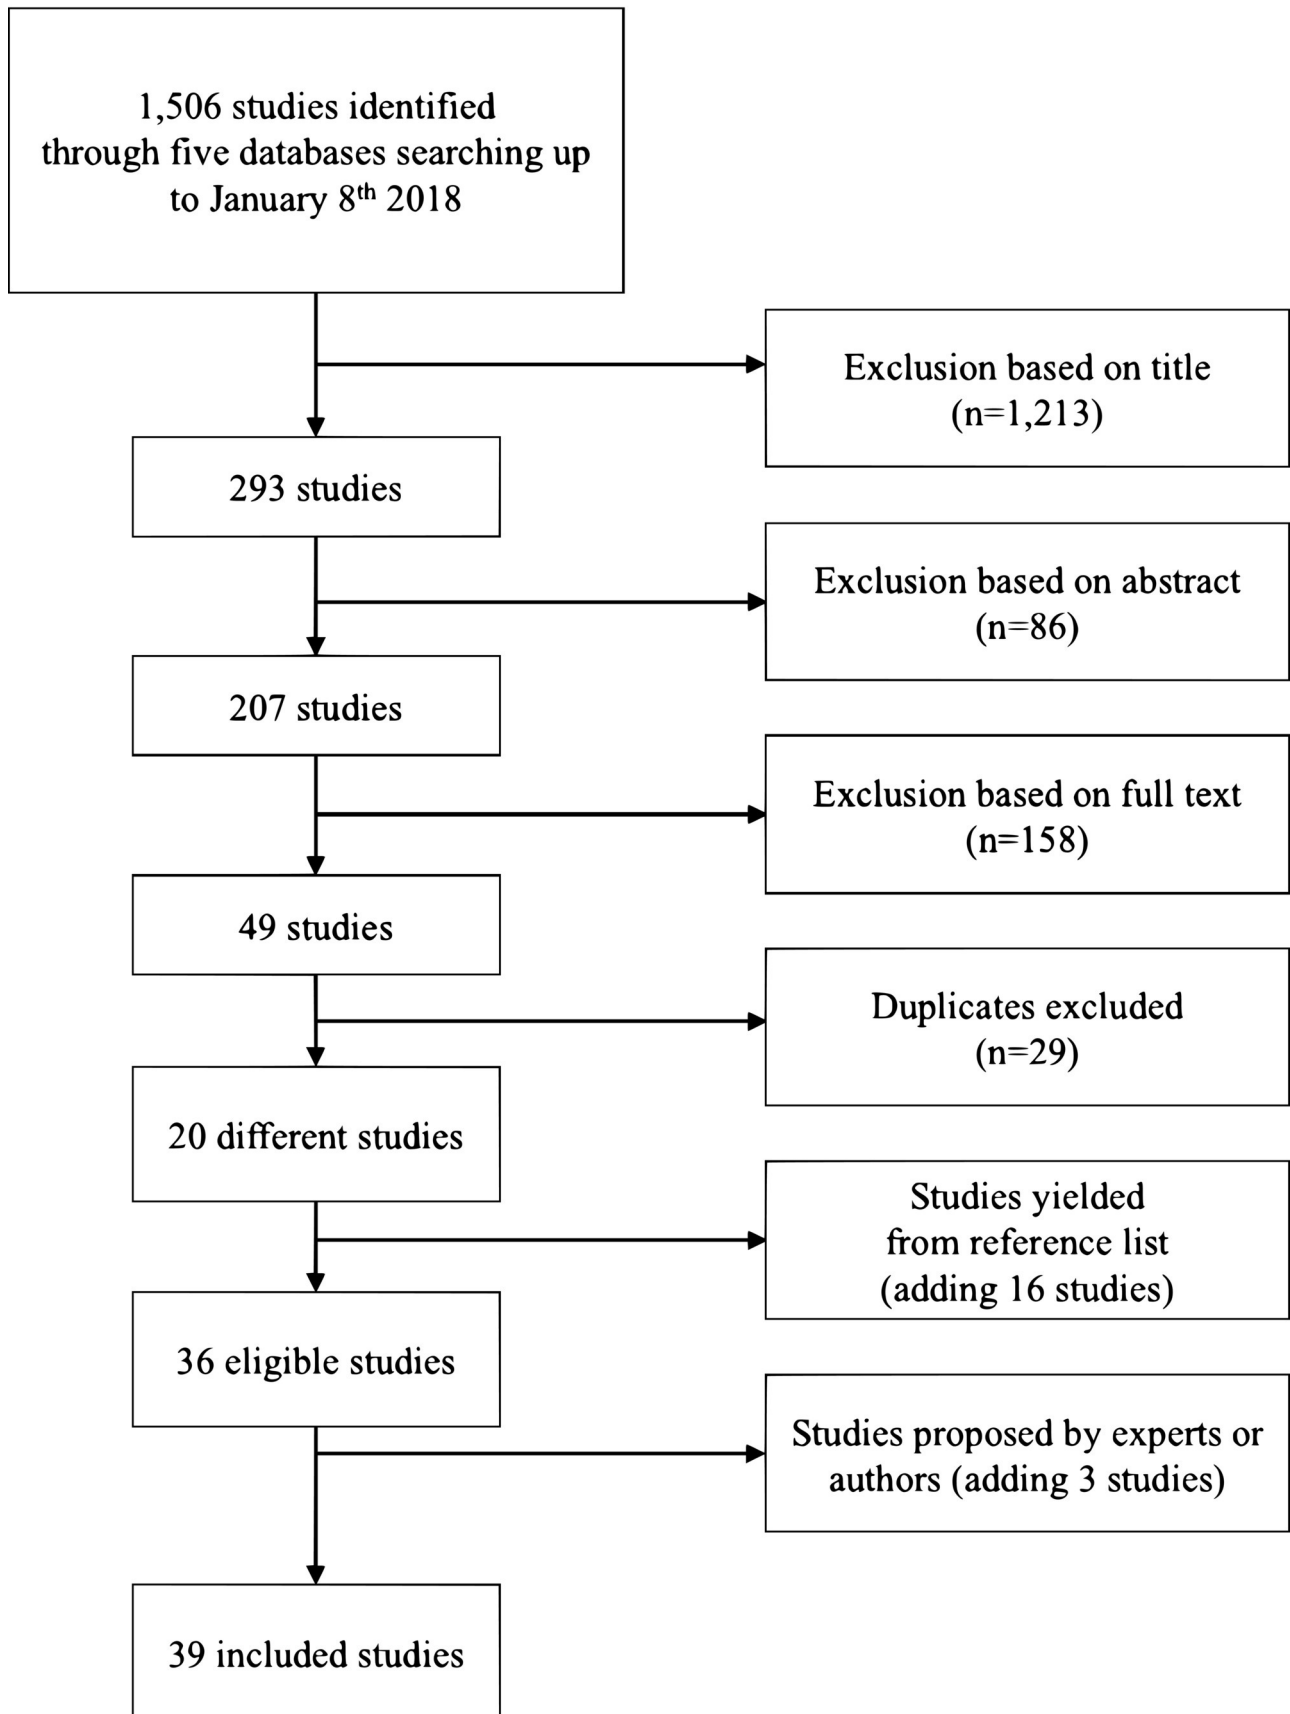 1,506 studies identified
through five databases searching up
to January 8th 2018
Exclusion based on title
(n=1,213)
293 studies
Exclusion based on abstract
(n=86)
207 studies
Exclusion based on full text
(n=158)
49 studies
Duplicates excluded
(n=29)
20 different studies
Studies yielded
from reference list
(adding 16 studies)
36 eligible studies
Studies proposed by experts or
authors (adding 3 studies)
39 included studies